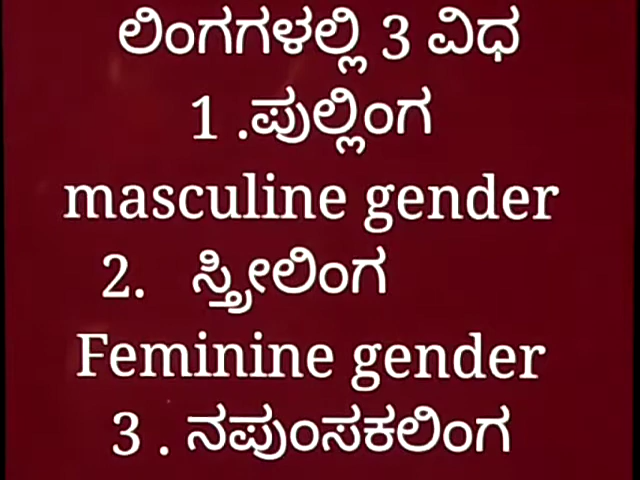 ಲಿಂಗಗಳಲ್ಲಿ 3 ವಿಧ
1 .ಪುಲ್ಲಿಂಗ
masculine gender
2. ಸ್ತ್ರೀಲಿಂಗ
Feminine gender
3 . ನಪುಂಸಕಲಿಂಗ